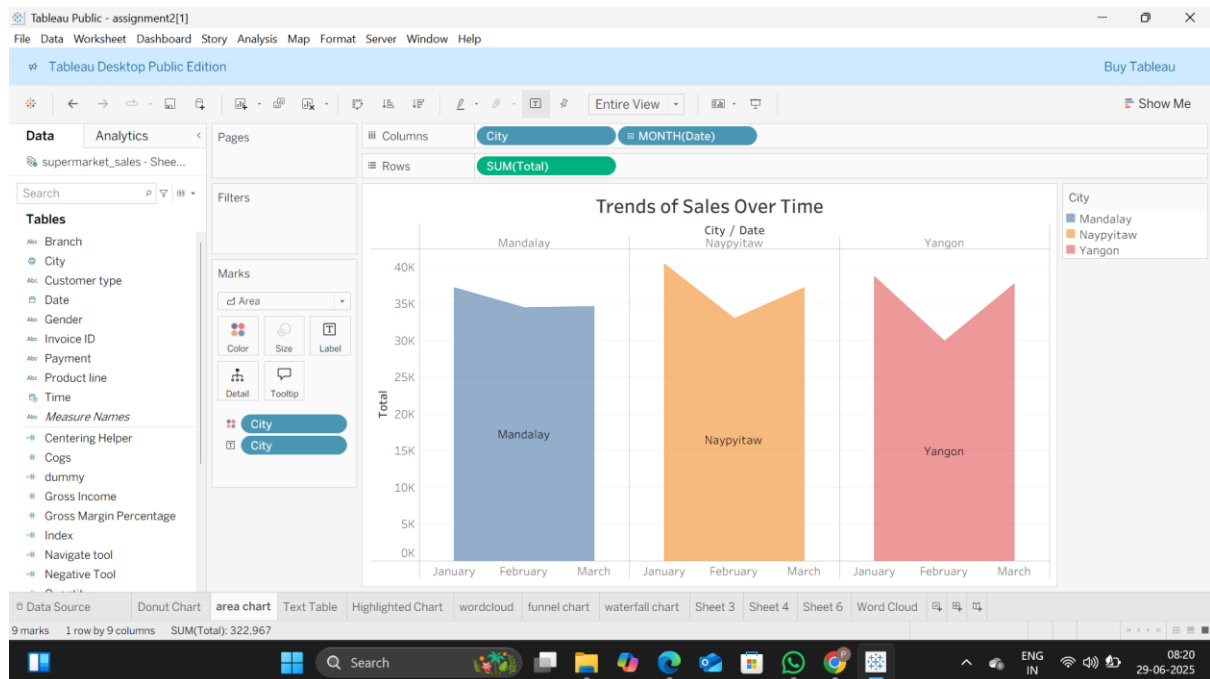 Tableau Public - assignment2[1]
File Data Worksheet Dashboard Story Analysis Map Format Server Window Help
Tableau Desktop Public Edition
Buy Tableau
Entire View
Show Me
Data Analytics
supermarket_sales - Shee...
Search
Tables
Abc Branch
City
Abc Customer type
Date
Abc Gender
Abc Invoice ID
Abc Payment
Abc Product line
Time
Abc Measure Names
=# Centering Helper
# Cogs
=# dummy
# Gross Income
# Gross Margin Percentage
=# Index
=# Navigate tool
=# Negative Tool
Pages
Filters
Marks
Area
Color Size Label
Detail Tooltip
City
City
Columns City MONTH(Date)
Rows SUM(Total)
Trends of Sales Over Time
City / Date
Mandalay Naypyitaw Yangon
Total
40K
35K
30K
25K
20K
15K
10K
5K
0K
Mandalay
Naypyitaw
Yangon
January February March January February March January February March
City
Mandalay
Naypyitaw
Yangon
Data Source Donut Chart area chart Text Table Highlighted Chart wordcloud funnel chart waterfall chart Sheet 3 Sheet 4 Sheet 6 Word Cloud
9 marks 1 row by 9 columns SUM(Total): 322,967
Search
ENG
IN
08:20
29-06-2025